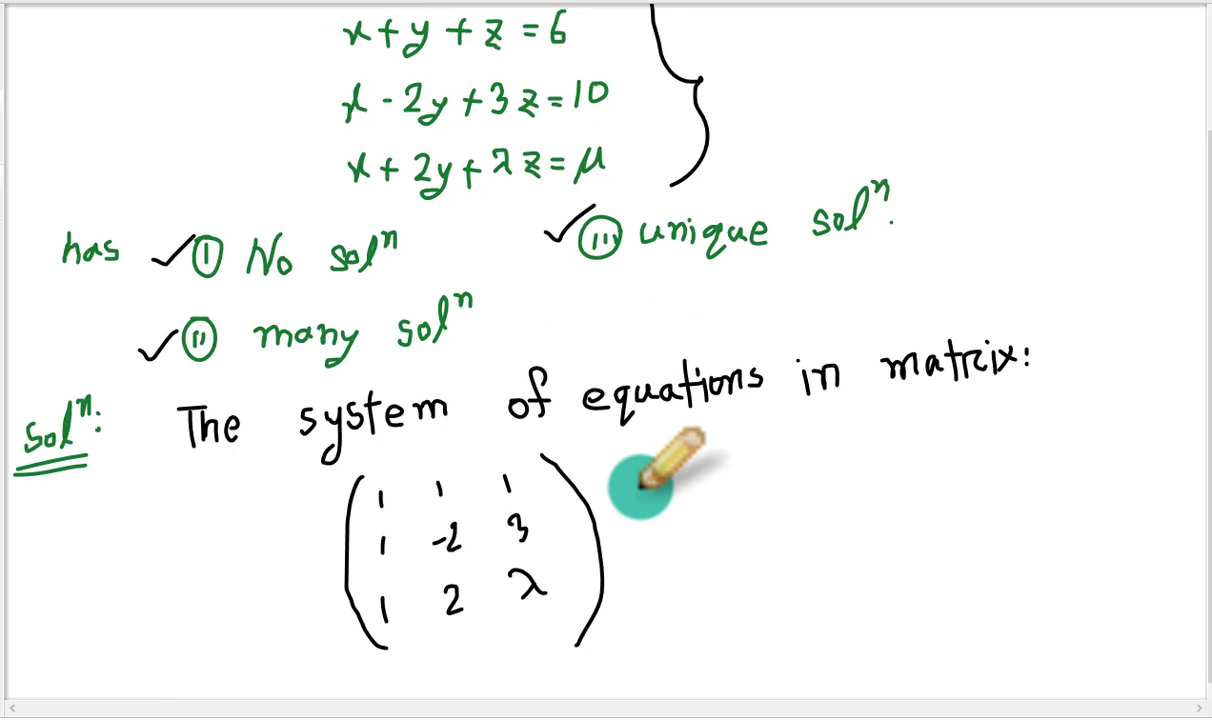 x + y + z = 6
x - 2y + 3z = 10
x + 2y + λz = μ
has ✓ (i) No solⁿ ✓ (iii) unique solⁿ.
✓ (ii) many solⁿ
Solⁿ: The system of equations in matrix:
1 1 1
1 -2 3
1 2 λ